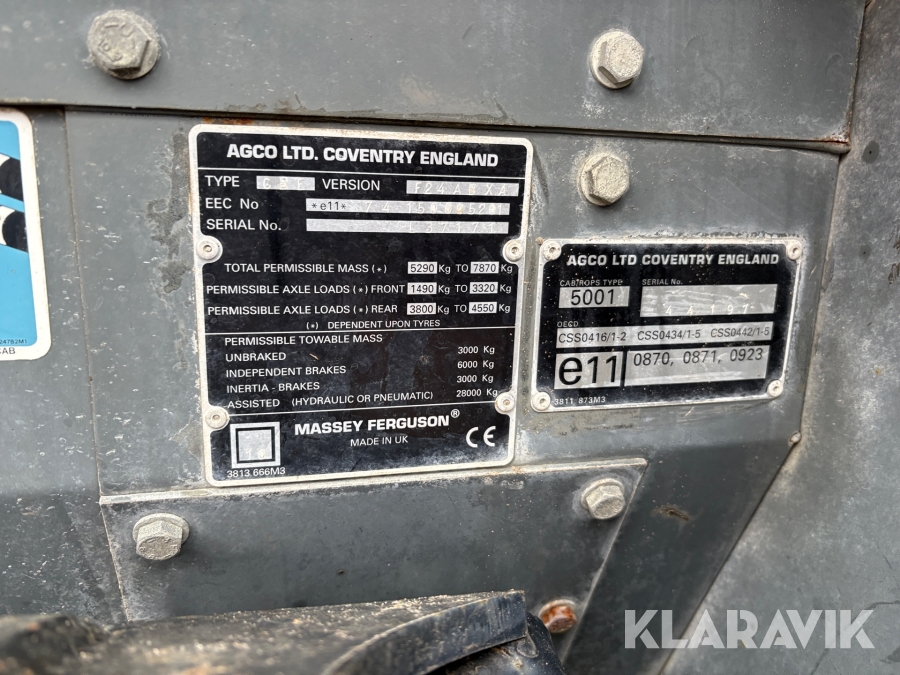 AGCO LTD. COVENTRY ENGLAND
TYPE VERSION
EEC No *e11*
SERIAL No.
TOTAL PERMISSIBLE MASS (*) 5290 Kg TO 7870 Kg
PERMISSIBLE AXLE LOADS (*) FRONT 1490 Kg TO 3320 Kg
PERMISSIBLE AXLE LOADS (*) REAR 3800 Kg TO 4550 Kg
(*) DEPENDENT UPON TYRES
PERMISSIBLE TOWABLE MASS
UNBRAKED 3000 Kg
INDEPENDENT BRAKES 6000 Kg
INERTIA - BRAKES 3000 Kg
ASSISTED (HYDRAULIC OR PNEUMATIC) 28000 Kg
MASSEY FERGUSON®
MADE IN UK
CE
3813 666M3
AGCO LTD COVENTRY ENGLAND
CAB/ROPS TYPE SERIAL No.
5001
OECD
CSS0416/1-2 CSS0434/1-5 CSS0442/1-5
e11 0870, 0871, 0923
3811 873M3
CAB
KLARAVIK